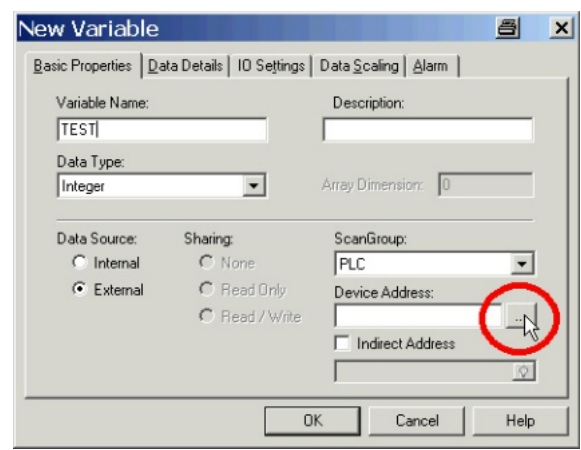 New Variable
Basic Properties Data Details IO Settings Data Scaling Alarm
Variable Name: Description:
TEST
Data Type:
Integer Array Dimension: 0
Data Source: Sharing: ScanGroup:
Internal None PLC
External Read Only Device Address:
Read / Write ...
Indirect Address
OK Cancel Help